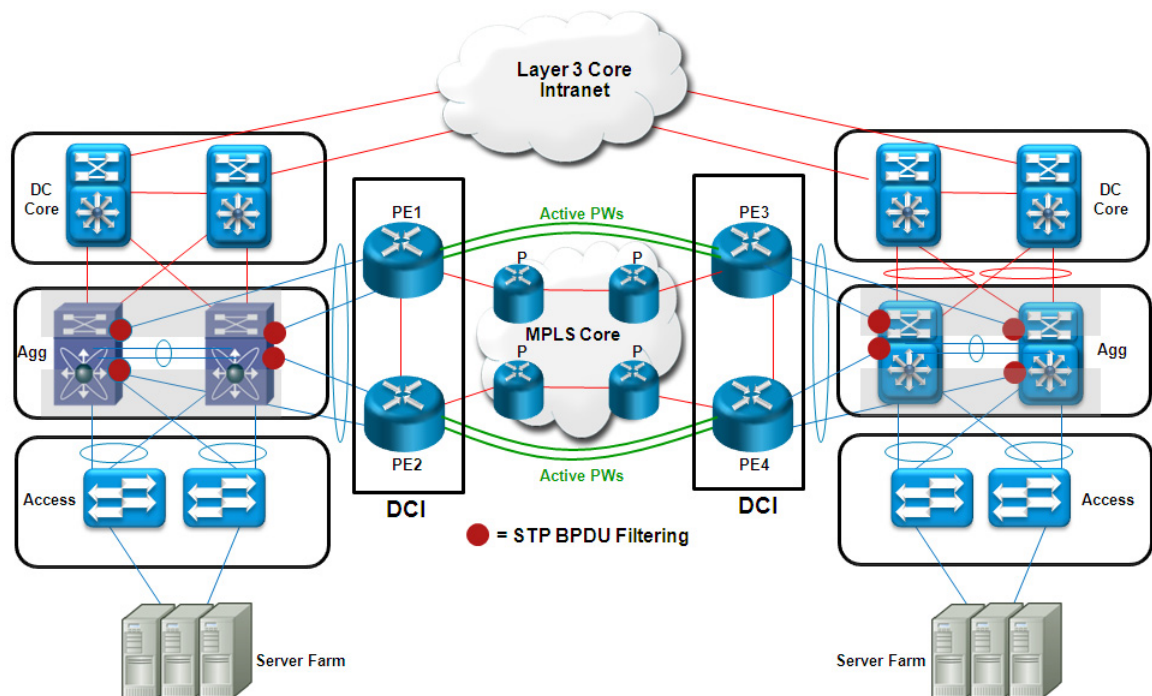 Layer 3 Core
Intranet
DC
Core
DC
Core
PE1
Active PWs
PE3
P
P
Agg
MPLS Core
Agg
P
P
PE2
Active PWs
PE4
Access
DCI
DCI
Access
= STP BPDU Filtering
Server Farm
Server Farm